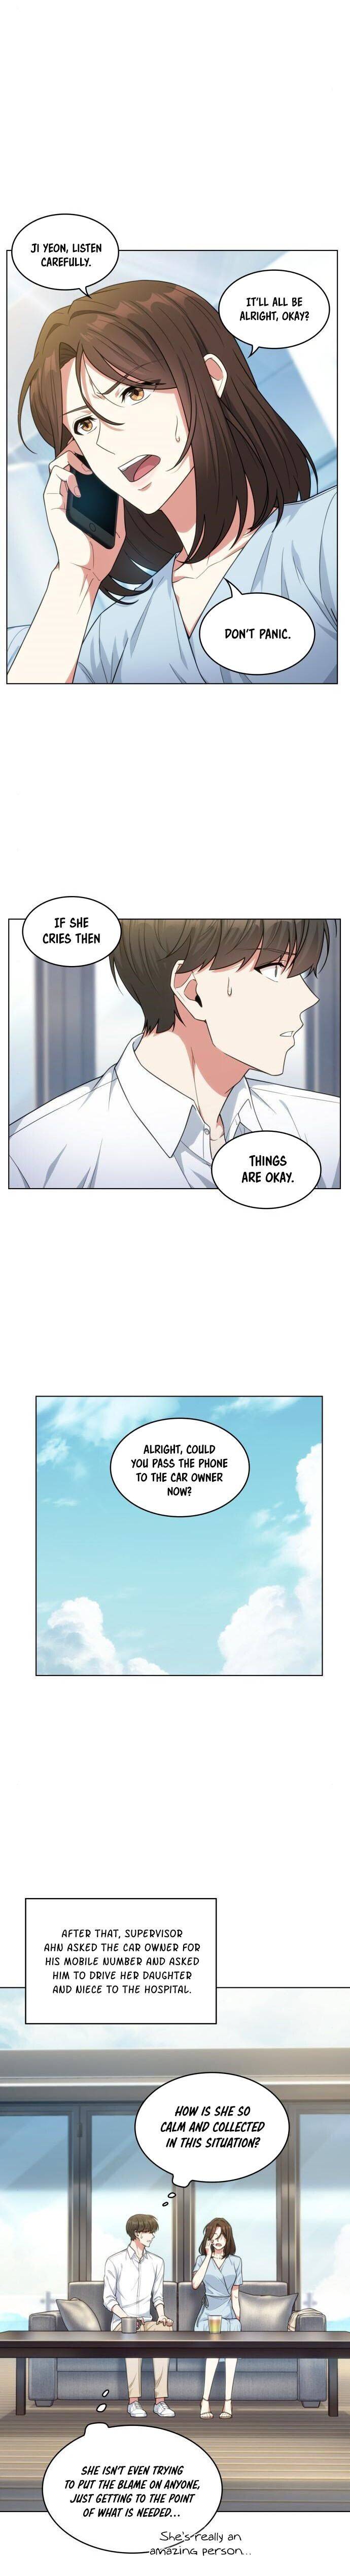 JI YEON, LISTEN
CAREFULLY.
IT'LL ALL BE
ALRIGHT, OKAY?
DON'T PANIC.
IF SHE
CRIES THEN
THINGS
ARE OKAY.
ALRIGHT, COULD
YOU PASS THE PHONE
TO THE CAR OWNER
NOW?
AFTER THAT, SUPERVISOR
AHN ASKED THE CAR OWNER FOR
HIS MOBILE NUMBER AND ASKED
HIM TO DRIVE HER DAUGHTER
AND NIECE TO THE HOSPITAL.
HOW IS SHE SO
CALM AND COLLECTED
IN THIS SITUATION?
SHE ISN'T EVEN TRYING
TO PUT THE BLAME ON ANYONE,
JUST GETTING TO THE POINT
OF WHAT IS NEEDED...
She's really an
amazing person...